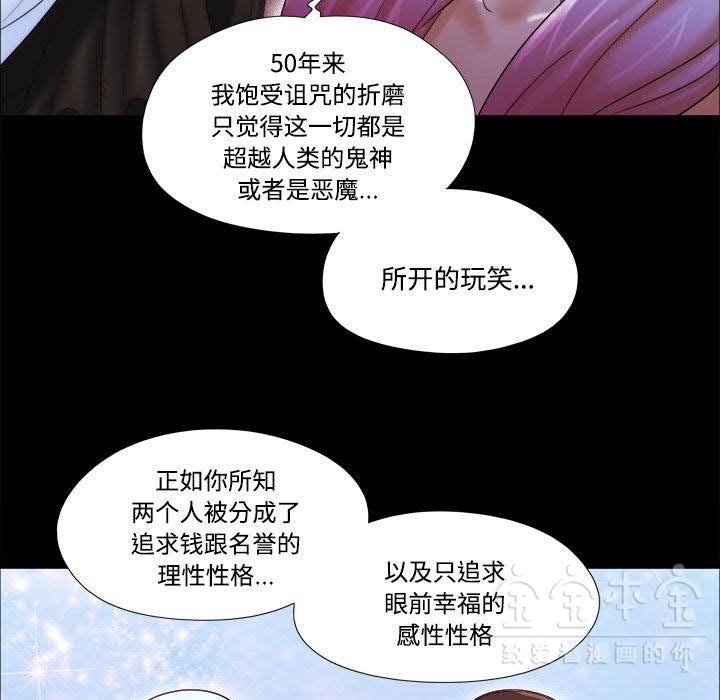 50年来
我饱受诅咒的折磨
只觉得这一切都是
超越人类的鬼神
或者是恶魔...
所开的玩笑...
正如你所知
两个人被分成了
追求钱跟名誉的
理性性格...
以及只追求
眼前幸福的
感性性格